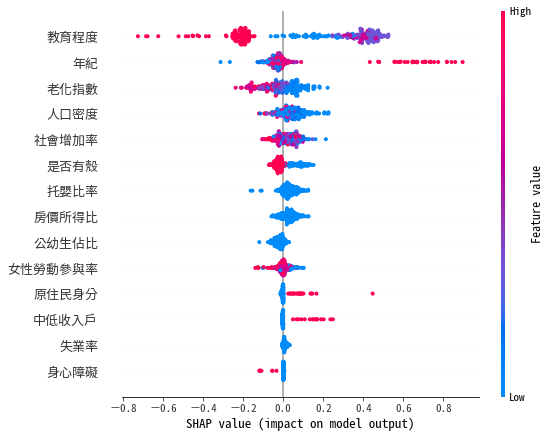 High
教育程度
年紀
老化指數
人口密度
社會增加率
是否有殼
托嬰比率
房價所得比
公幼生佔比
女性勞動參與率
原住民身分
中低收入戶
失業率
身心障礙
Feature value
Low
−0.8 −0.6 −0.4 −0.2 0.0 0.2 0.4 0.6 0.8
SHAP value (impact on model output)